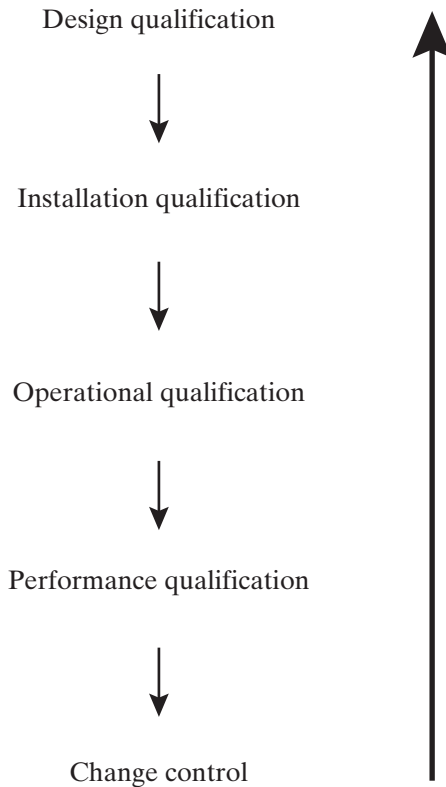 Design qualification
Installation qualification
Operational qualification
Performance qualification
Change control